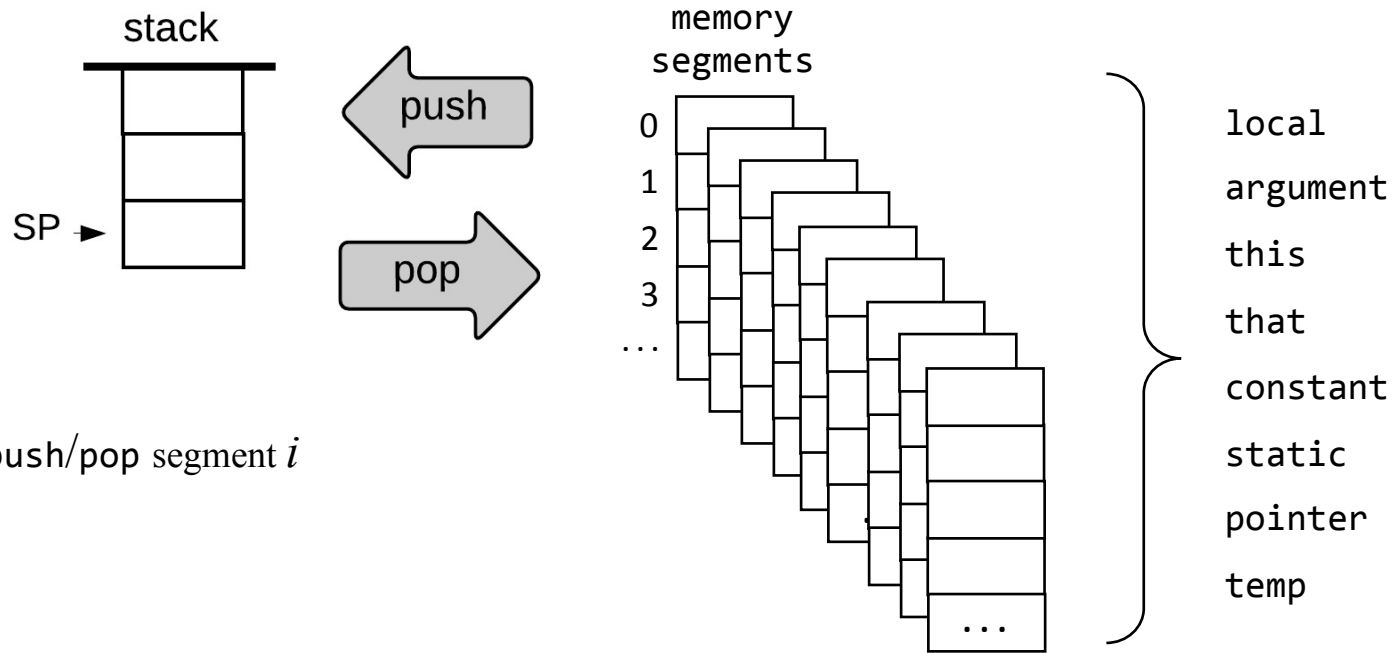 stack
SP
push
pop
memory
segments
0
1
2
3
...
...
local
argument
this
that
constant
static
pointer
temp
/pop segment i